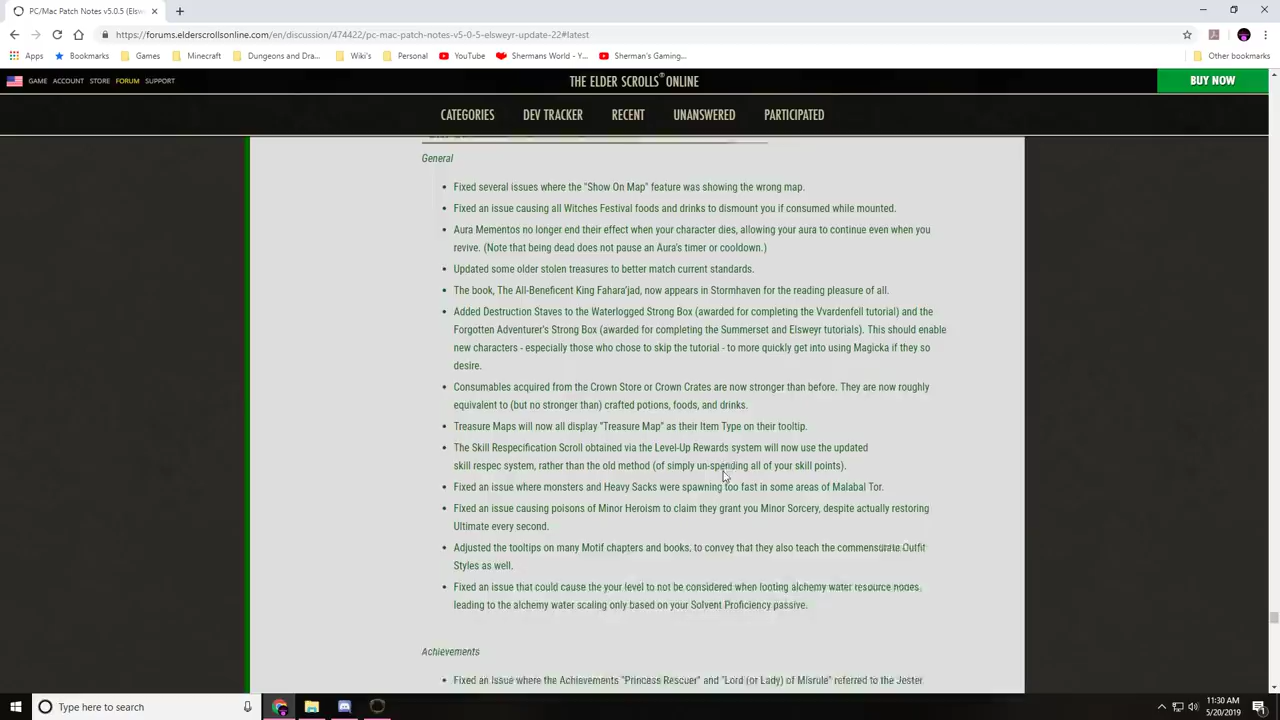 PC/Mac Patch Notes v5.0.5 (Elsw
https://forums.elderscrollsonline.com/en/discussion/474422/pc-mac-patch-notes-v5-0-5-elsweyr-update-22#latest
Apps Bookmarks Games Minecraft Dungeons and Dra... Wiki's Personal YouTube Shermans World - Y... Sherman's Gaming... Other bookmarks
GAME ACCOUNT STORE FORUM SUPPORT THE ELDER SCROLLS® ONLINE BUY NOW
CATEGORIES DEV TRACKER RECENT UNANSWERED PARTICIPATED
General
• Fixed several issues where the "Show On Map" feature was showing the wrong map.
• Fixed an issue causing all Witches Festival foods and drinks to dismount you if consumed while mounted.
• Aura Mementos no longer end their effect when your character dies, allowing your aura to continue even when you
revive. (Note that being dead does not pause an Aura's timer or cooldown.)
• Updated some older stolen treasures to better match current standards.
• The book, The All-Beneficent King Fahara'jad, now appears in Stormhaven for the reading pleasure of all.
• Added Destruction Staves to the Waterlogged Strong Box (awarded for completing the Vvardenfell tutorial) and the
Forgotten Adventurer's Strong Box (awarded for completing the Summerset and Elsweyr tutorials). This should enable
new characters - especially those who chose to skip the tutorial - to more quickly get into using Magicka if they so
desire.
• Consumables acquired from the Crown Store or Crown Crates are now stronger than before. They are now roughly
equivalent to (but no stronger than) crafted potions, foods, and drinks.
• Treasure Maps will now all display "Treasure Map" as their Item Type on their tooltip.
• The Skill Respecification Scroll obtained via the Level-Up Rewards system will now use the updated
skill respec system, rather than the old method (of simply un-spending all of your skill points).
• Fixed an issue where monsters and Heavy Sacks were spawning too fast in some areas of Malabal Tor.
• Fixed an issue causing poisons of Minor Heroism to claim they grant you Minor Sorcery, despite actually restoring
Ultimate every second.
• Adjusted the tooltips on many Motif chapters and books, to convey that they also teach the commensurate Outfit
Styles as well.
• Fixed an issue that could cause the your level to not be considered when looting alchemy water resource nodes,
leading to the alchemy water scaling only based on your Solvent Proficiency passive.
Achievements
• Fixed an issue where the Achievements "Princess Rescuer" and "Lord (or Lady) of Misrule" referred to the Jester
Type here to search
11:30 AM
5/20/2019